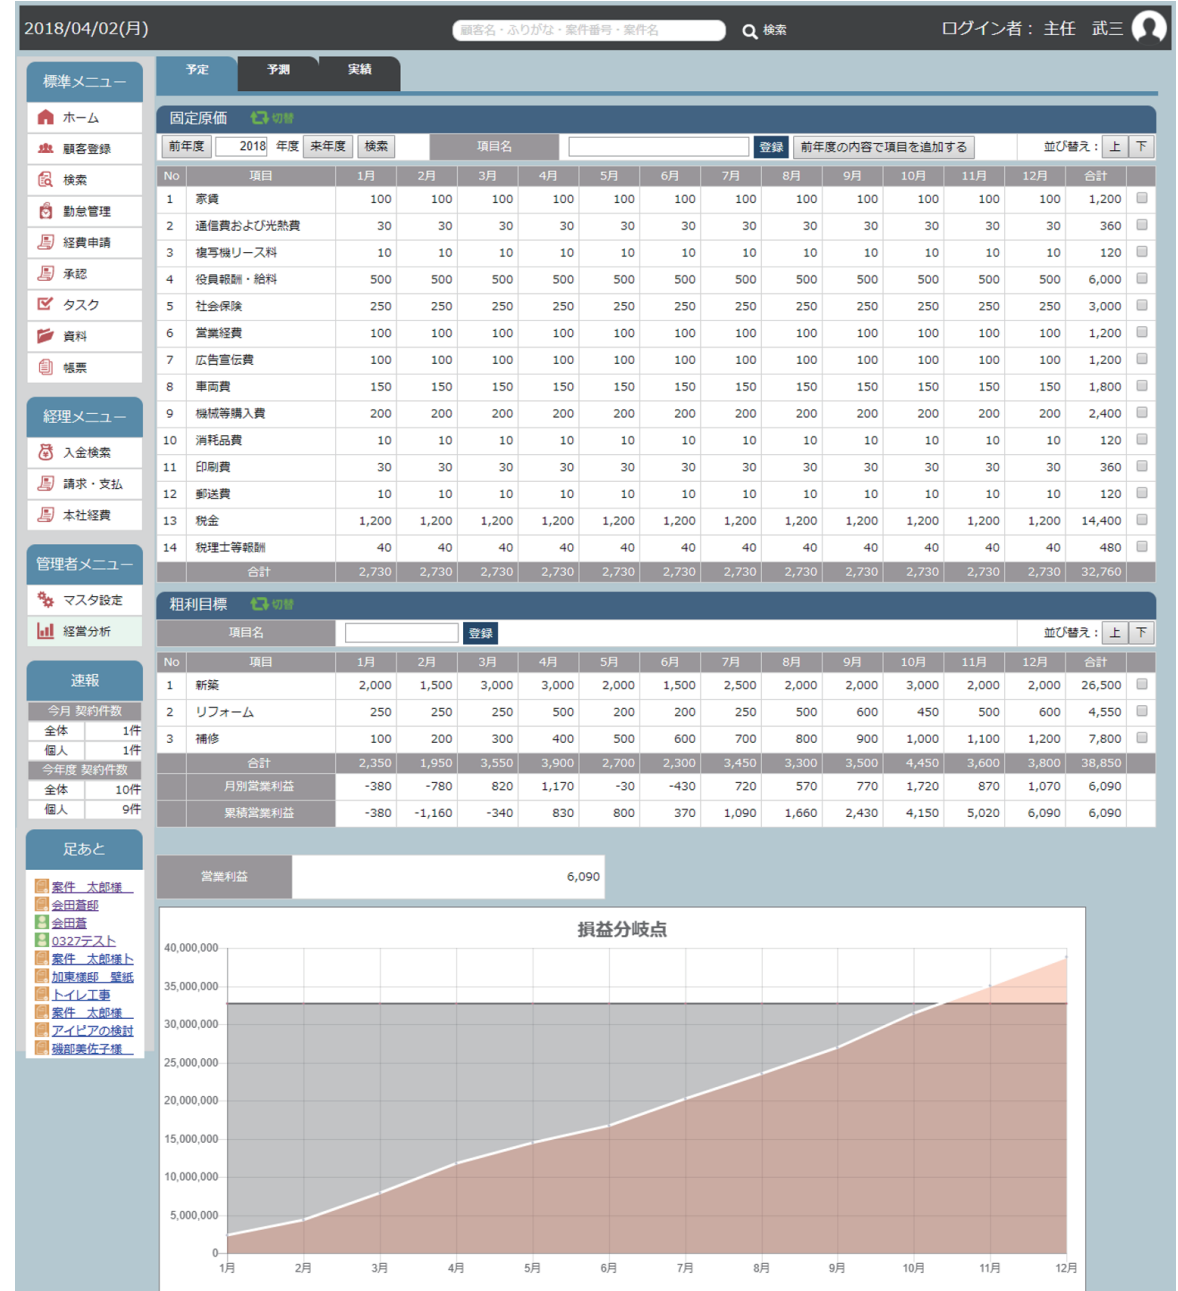 2018/04/02(月)
顧客名・ふりがな・案件番号・案件名
検索
ログイン者： 主任　武三
標準メニュー
ホーム
顧客登録
検索
勤怠管理
経費申請
承認
タスク
資料
帳票
経理メニュー
入金検索
請求・支払
本社経費
管理者メニュー
マスタ設定
経営分析
速報
今月 契約件数
全体 1件
個人 1件
今年度 契約件数
全体 10件
個人 9件
足あと
案件　太郎様
会田蒼邸
会田蒼
0327テスト
案件　太郎様ト
加東様邸　壁紙
トイレ工事
案件　太郎様
アイピアの検討
磯部美佐子様
予定 予測 実績
固定原価 切替
前年度 2018 年度 来年度 検索 項目名 登録 前年度の内容で項目を追加する 並び替え： 上 下
No 項目 1月 2月 3月 4月 5月 6月 7月 8月 9月 10月 11月 12月 合計
1 家賃 100 100 100 100 100 100 100 100 100 100 100 100 1,200
2 通信費および光熱費 30 30 30 30 30 30 30 30 30 30 30 30 360
3 複写機リース料 10 10 10 10 10 10 10 10 10 10 10 10 120
4 役員報酬・給料 500 500 500 500 500 500 500 500 500 500 500 500 6,000
5 社会保険 250 250 250 250 250 250 250 250 250 250 250 250 3,000
6 営業経費 100 100 100 100 100 100 100 100 100 100 100 100 1,200
7 広告宣伝費 100 100 100 100 100 100 100 100 100 100 100 100 1,200
8 車両費 150 150 150 150 150 150 150 150 150 150 150 150 1,800
9 機械等購入費 200 200 200 200 200 200 200 200 200 200 200 200 2,400
10 消耗品費 10 10 10 10 10 10 10 10 10 10 10 10 120
11 印刷費 30 30 30 30 30 30 30 30 30 30 30 30 360
12 郵送費 10 10 10 10 10 10 10 10 10 10 10 10 120
13 税金 1,200 1,200 1,200 1,200 1,200 1,200 1,200 1,200 1,200 1,200 1,200 1,200 14,400
14 税理士等報酬 40 40 40 40 40 40 40 40 40 40 40 40 480
合計 2,730 2,730 2,730 2,730 2,730 2,730 2,730 2,730 2,730 2,730 2,730 2,730 32,760
粗利目標 切替
項目名 登録 並び替え： 上 下
No 項目 1月 2月 3月 4月 5月 6月 7月 8月 9月 10月 11月 12月 合計
1 新築 2,000 1,500 3,000 3,000 2,000 1,500 2,500 2,000 2,000 3,000 2,000 2,000 26,500
2 リフォーム 250 250 250 500 200 200 250 500 600 450 500 600 4,550
3 補修 100 200 300 400 500 600 700 800 900 1,000 1,100 1,200 7,800
合計 2,350 1,950 3,550 3,900 2,700 2,300 3,450 3,300 3,500 4,450 3,600 3,800 38,850
月別営業利益 -380 -780 820 1,170 -30 -430 720 570 770 1,720 870 1,070 6,090
累積営業利益 -380 -1,160 -340 830 800 370 1,090 1,660 2,430 4,150 5,020 6,090 6,090
営業利益 6,090
損益分岐点
40,000,000
35,000,000
30,000,000
25,000,000
20,000,000
15,000,000
10,000,000
5,000,000
0
1月 2月 3月 4月 5月 6月 7月 8月 9月 10月 11月 12月